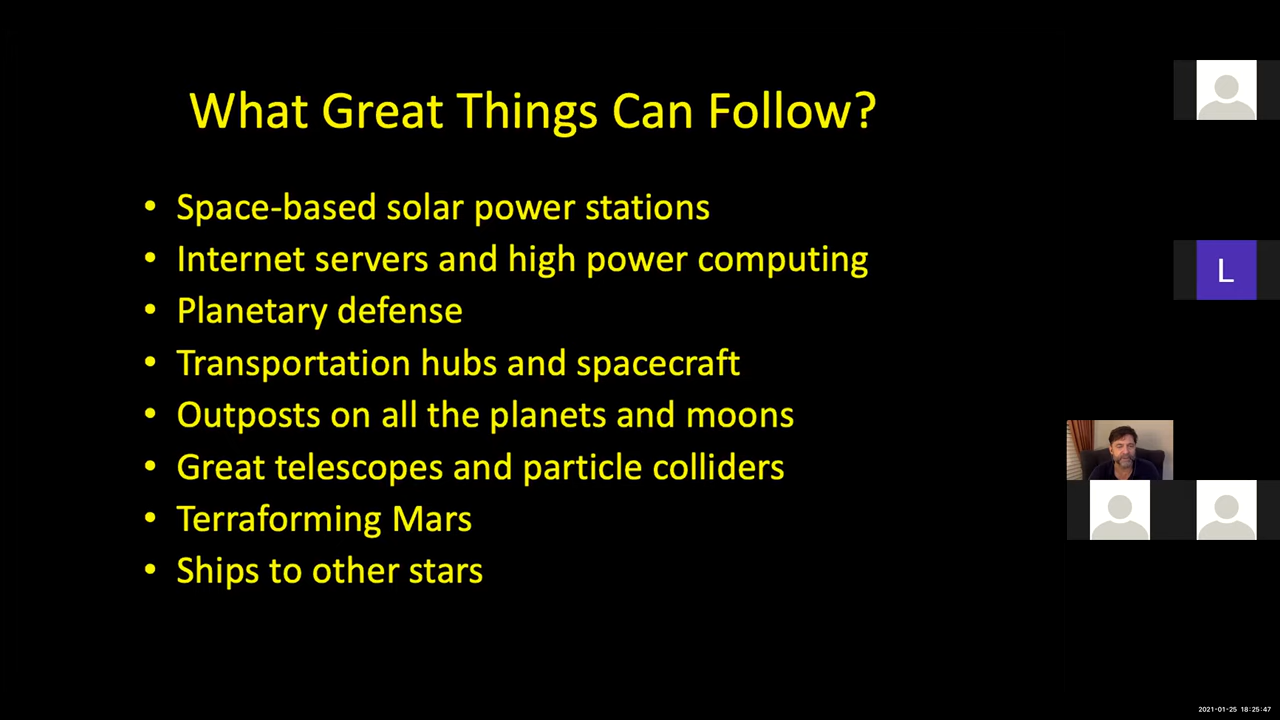 What Great Things Can Follow?
• Space-based solar power stations
• Internet servers and high power computing
• Planetary defense
• Transportation hubs and spacecraft
• Outposts on all the planets and moons
• Great telescopes and particle colliders
• Terraforming Mars
• Ships to other stars
L
2021-01-25 18:25:47